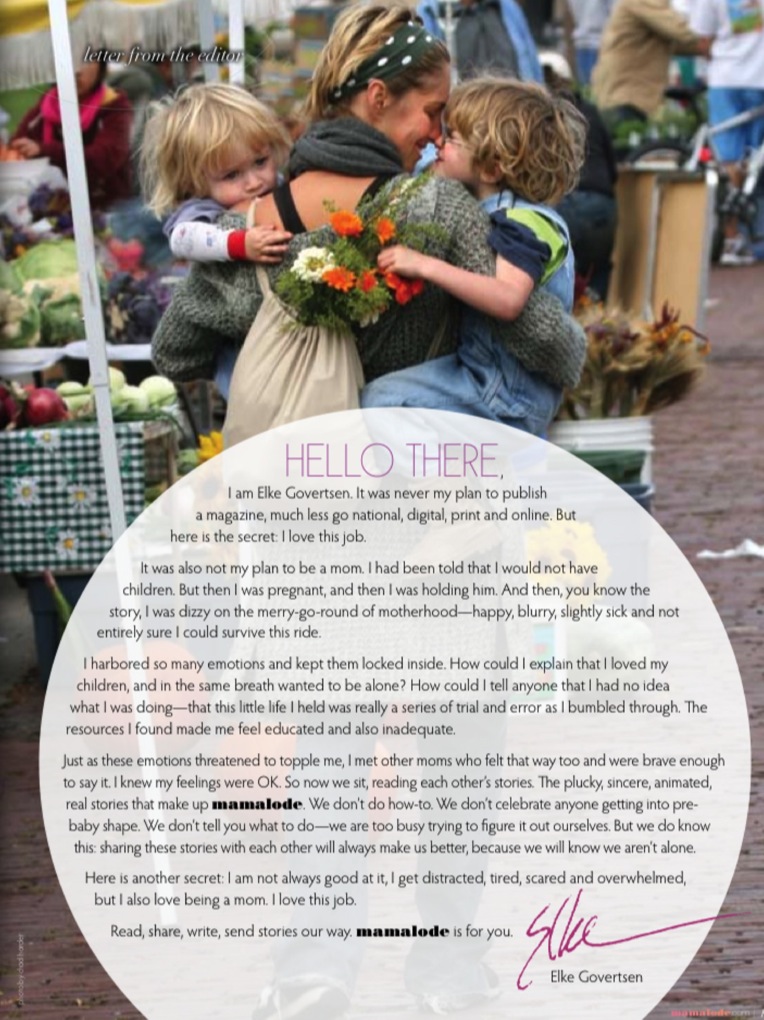 letter from the editor
HELLO THERE,
I am Elke Govertsen. It was never my plan to publish
a magazine, much less go national, digital, print and online. But
here is the secret: I love this job.
It was also not my plan to be a mom. I had been told that I would not have
children. But then I was pregnant, and then I was holding him. And then, you know the
story, I was dizzy on the merry-go-round of motherhood—happy, blurry, slightly sick and not
entirely sure I could survive this ride.
I harbored so many emotions and kept them locked inside. How could I explain that I loved my
children, and in the same breath wanted to be alone? How could I tell anyone that I had no idea
what I was doing—that this little life I held was really a series of trial and error as I bumbled through. The
resources I found made me feel educated and also inadequate.
Just as these emotions threatened to topple me, I met other moms who felt that way too and were brave enough
to say it. I knew my feelings were OK. So now we sit, reading each other's stories. The plucky, sincere, animated,
real stories that make up mamalode. We don't do how-to. We don't celebrate anyone getting into pre-
baby shape. We don't tell you what to do—we are too busy trying to figure it out ourselves. But we do know
this: sharing these stories with each other will always make us better, because we will know we aren't alone.
Here is another secret: I am not always good at it, I get distracted, tired, scared and overwhelmed,
but I also love being a mom. I love this job.
Read, share, write, send stories our way. mamalode is for you.
Elke
Elke Govertsen
photo by chad harder